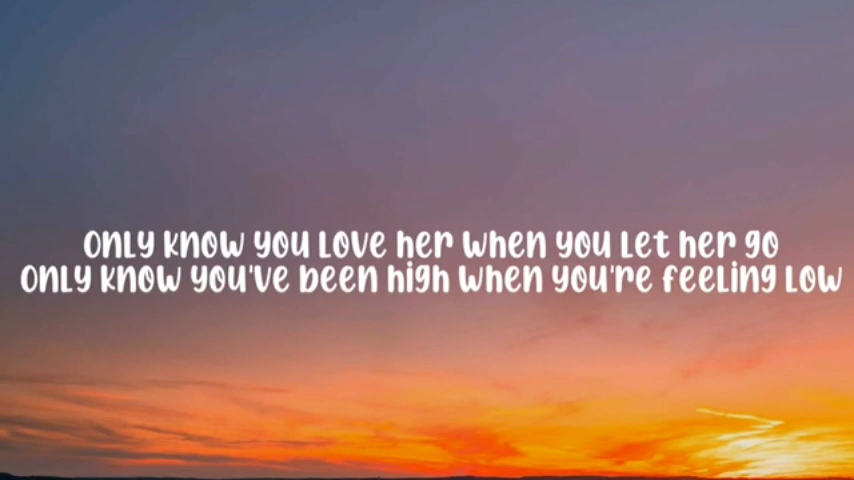 only know you love her when you let her go
only know you've been high when you're feeling low